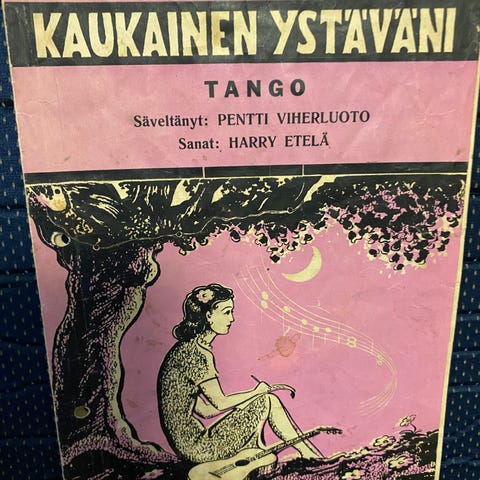 KAUKAINEN YSTÄVÄNI
TANGO
Säveltänyt: PENTTI VIHERLUOTO
Sanat: HARRY ETELÄ